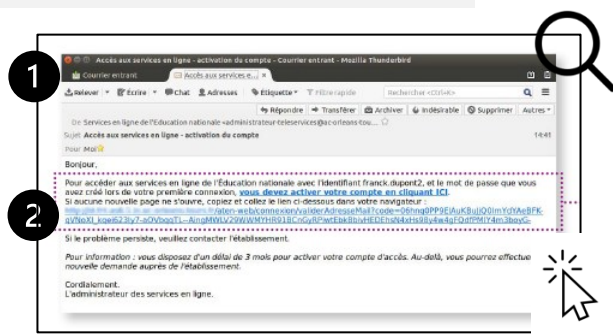 1
Accès aux services en ligne - activation du compte - Courrier entrant - Mozilla Thunderbird
Courrier entrant Accès aux services e...
Relever Écrire Chat Adresses Étiquette Filtre rapide Rechercher <Ctrl+K>
Répondre Transférer Archiver Indésirable Supprimer Autres
De Services en ligne de l'Education nationale <administrateur-teleservices@ac-orleans-tou...
Sujet Accès aux services en ligne - activation du compte 14:41
Pour Moi
Bonjour,
Pour accéder aux services en ligne de l'Éducation nationale avec l'identifiant franck.dupont2, et le mot de passe que vous
avez créé lors de votre première connexion, vous devez activer votre compte en cliquant ICI.
Si aucune nouvelle page ne s'ouvre, copiez et collez le lien ci-dessous dans votre navigateur :
2
/aten-web/connexion/validerAdresseMail?
Si le problème persiste, veuillez contacter l'établissement.
Pour information : vous disposez d'un délai de 3 mois pour activer votre compte d'accès. Au-delà, vous pourrez effectue
nouvelle demande auprès de l'établissement.
Cordialement.
L'administrateur des services en ligne.